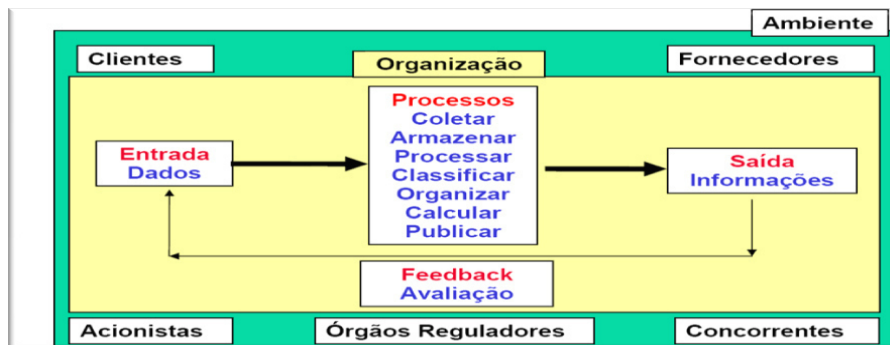 Ambiente
Clientes
Organização
Fornecedores
Processos
Coletar
Armazenar
Processar
Classificar
Organizar
Calcular
Publicar
Entrada
Dados
Saída
Informações
Feedback
Avaliação
Acionistas
Órgãos Reguladores
Concorrentes